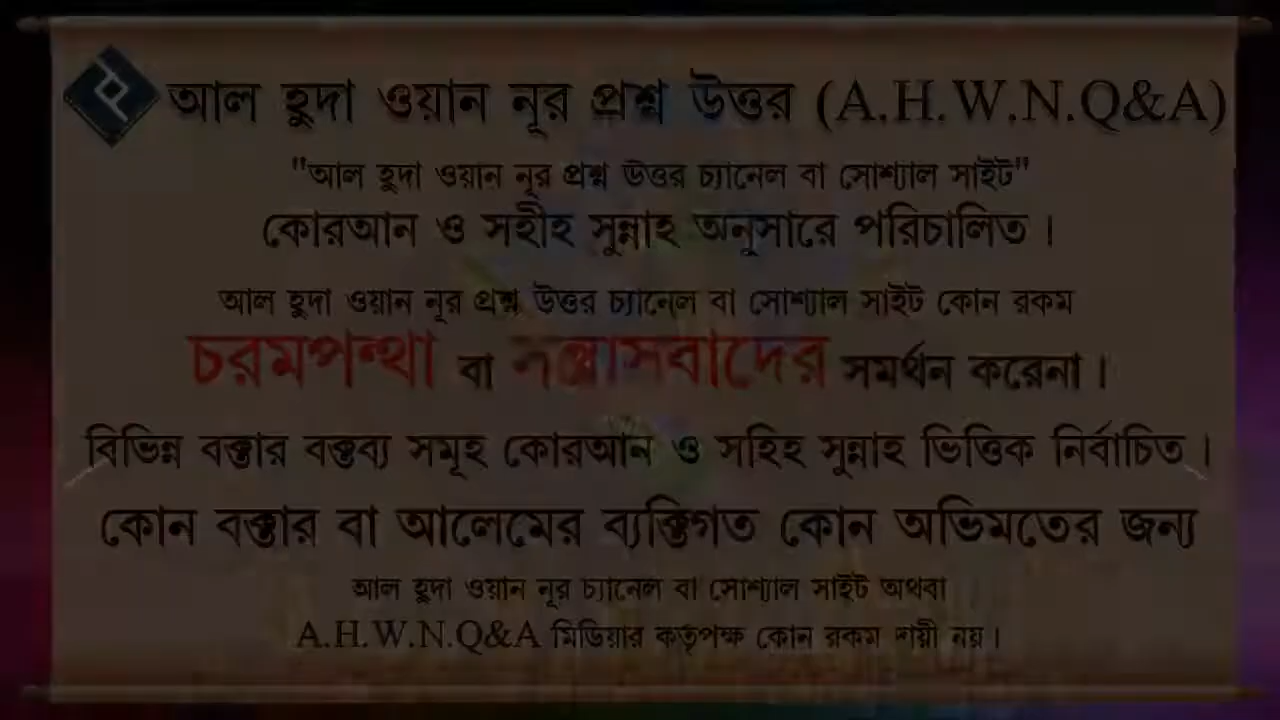 আল হুদা ওয়ান নূর প্রশ্ন উত্তর (A.H.W.N.Q&A)
"আল হুদা ওয়ান নূর প্রশ্ন উত্তর চ্যানেল বা সোশ্যাল সাইট"
কোরআন ও সহীহ সুন্নাহ অনুসারে পরিচালিত।
আল হুদা ওয়ান নূর প্রশ্ন উত্তর চ্যানেল বা সোশ্যাল সাইট কোন রকম
চরমপন্থা বা সন্ত্রাসবাদের সমর্থন করেনা।
বিভিন্ন বক্তার বক্তব্য সমূহ কোরআন ও সহিহ সুন্নাহ ভিত্তিক নির্বাচিত।
কোন বক্তার বা আলেমের ব্যক্তিগত কোন অভিমতের জন্য
আল হুদা ওয়ান নূর চ্যানেল বা সোশ্যাল সাইট অথবা
A.H.W.N.Q&A মিডিয়ার কর্তৃপক্ষ কোন রকম দায়ী নয়।